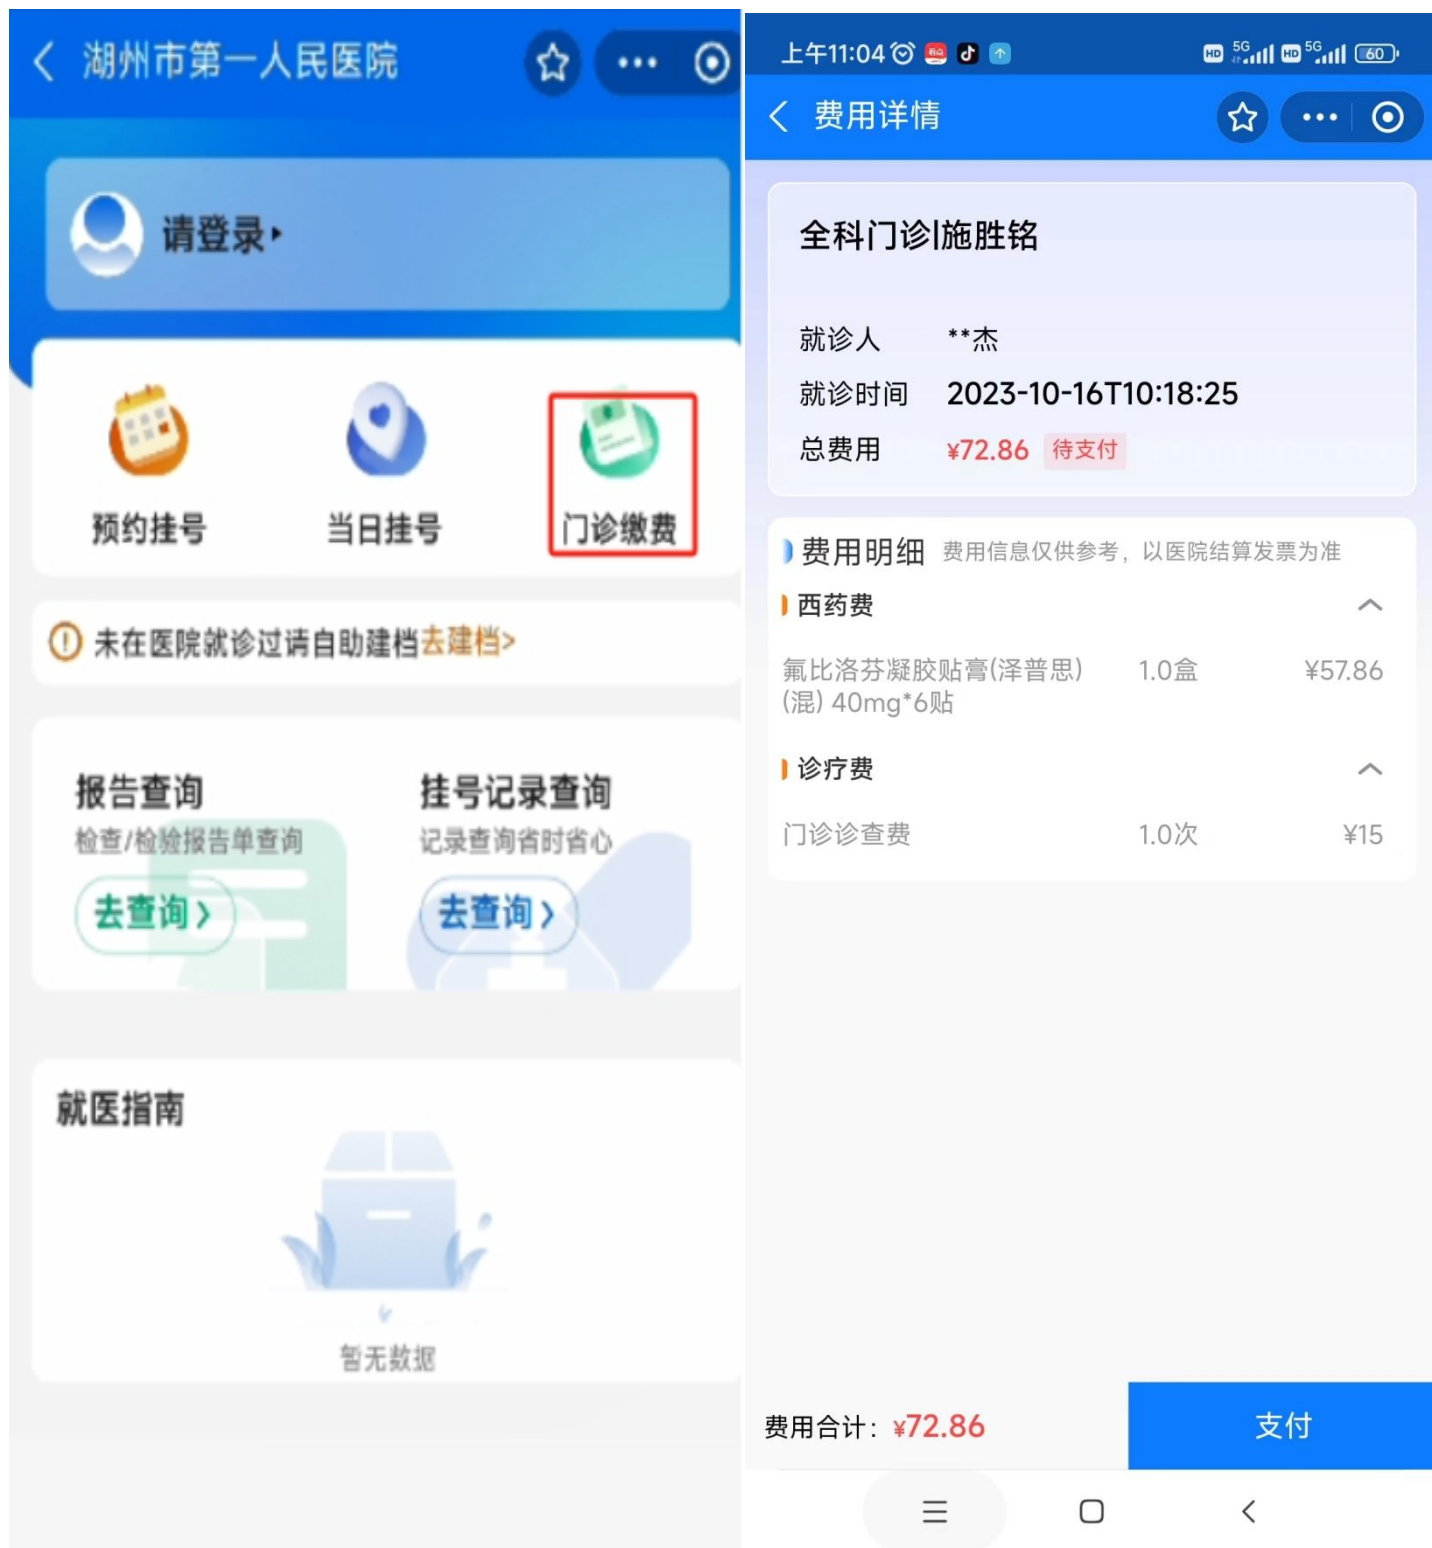 湖州市第一人民医院
请登录
预约挂号
当日挂号
门诊缴费
未在医院就诊过请自助建档去建档>
报告查询
检查/检验报告单查询
去查询>
挂号记录查询
记录查询省时省心
去查询>
就医指南
暂无数据
上午11:04
HD 5G HD 5G 60
费用详情
全科门诊|施胜铭
就诊人 **杰
就诊时间 2023-10-16T10:18:25
总费用 ¥72.86 待支付
费用明细 费用信息仅供参考，以医院结算发票为准
西药费
氟比洛芬凝胶贴膏(泽普思) 1.0盒 ¥57.86
(混) 40mg*6贴
诊疗费
门诊诊查费 1.0次 ¥15
费用合计：¥72.86
支付